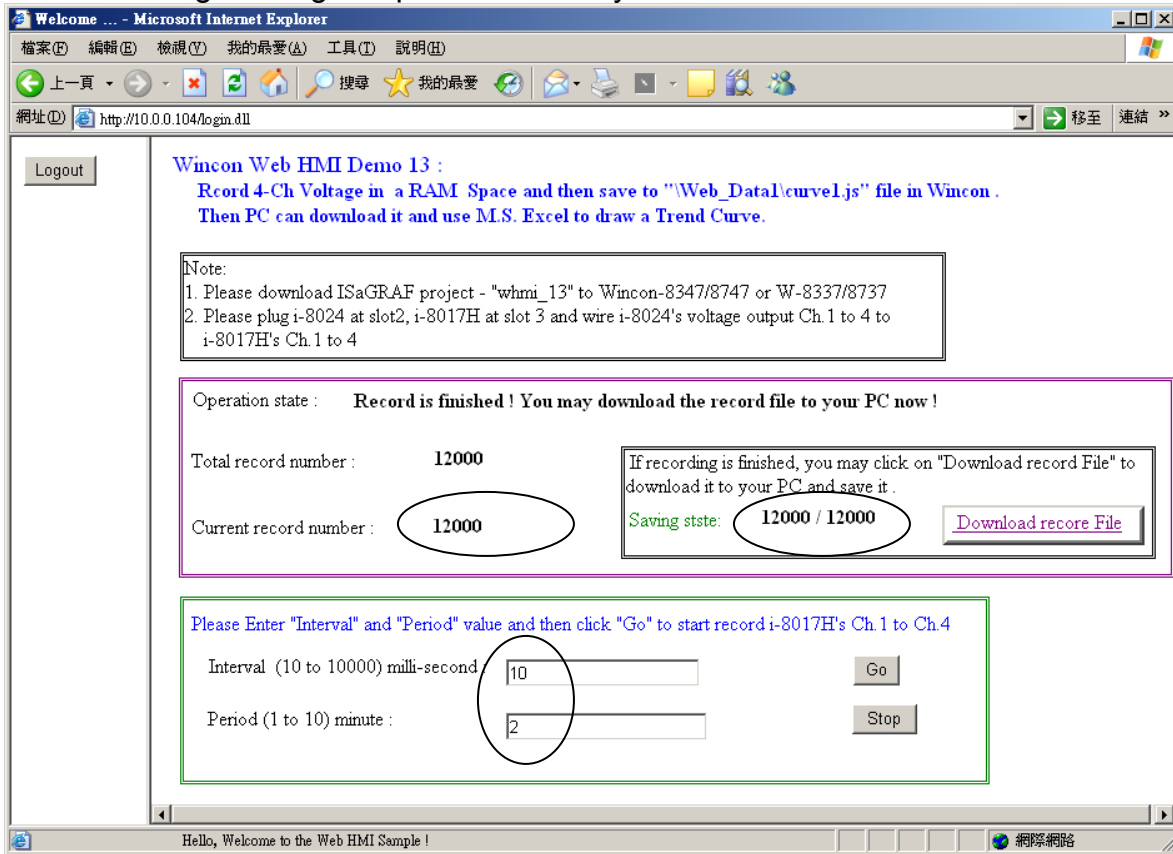 Welcome ... - Microsoft Internet Explorer
檔案(F) 編輯(E) 檢視(V) 我的最愛(A) 工具(T) 說明(H)
上一頁 搜尋 我的最愛
網址(D) http://10.0.0.104/login.dll 移至 連結 »
Logout
Wincon Web HMI Demo 13 :
Rcord 4-Ch Voltage in a RAM Space and then save to "\Web_Data1\curve1.js" file in Wincon .
Then PC can download it and use M.S. Excel to draw a Trend Curve.
Note:
1. Please download ISaGRAF project - "whmi_13" to Wincon-8347/8747 or W-8337/8737
2. Please plug i-8024 at slot2, i-8017H at slot 3 and wire i-8024's voltage output Ch.1 to 4 to
i-8017H's Ch.1 to 4
Operation state : Record is finished ! You may download the record file to your PC now !
Total record number : 12000
If recording is finished, you may click on "Download record File" to
download it to your PC and save it .
Current record number : 12000
Saving stste: 12000 / 12000 Download recore File
Please Enter "Interval" and "Period" value and then click "Go" to start record i-8017H's Ch.1 to Ch.4
Interval (10 to 10000) milli-second : 10 Go
Period (1 to 10) minute : 2 Stop
Hello, Welcome to the Web HMI Sample ! 網際網路